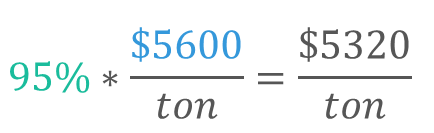 95% * $5600/ton = $5320/ton